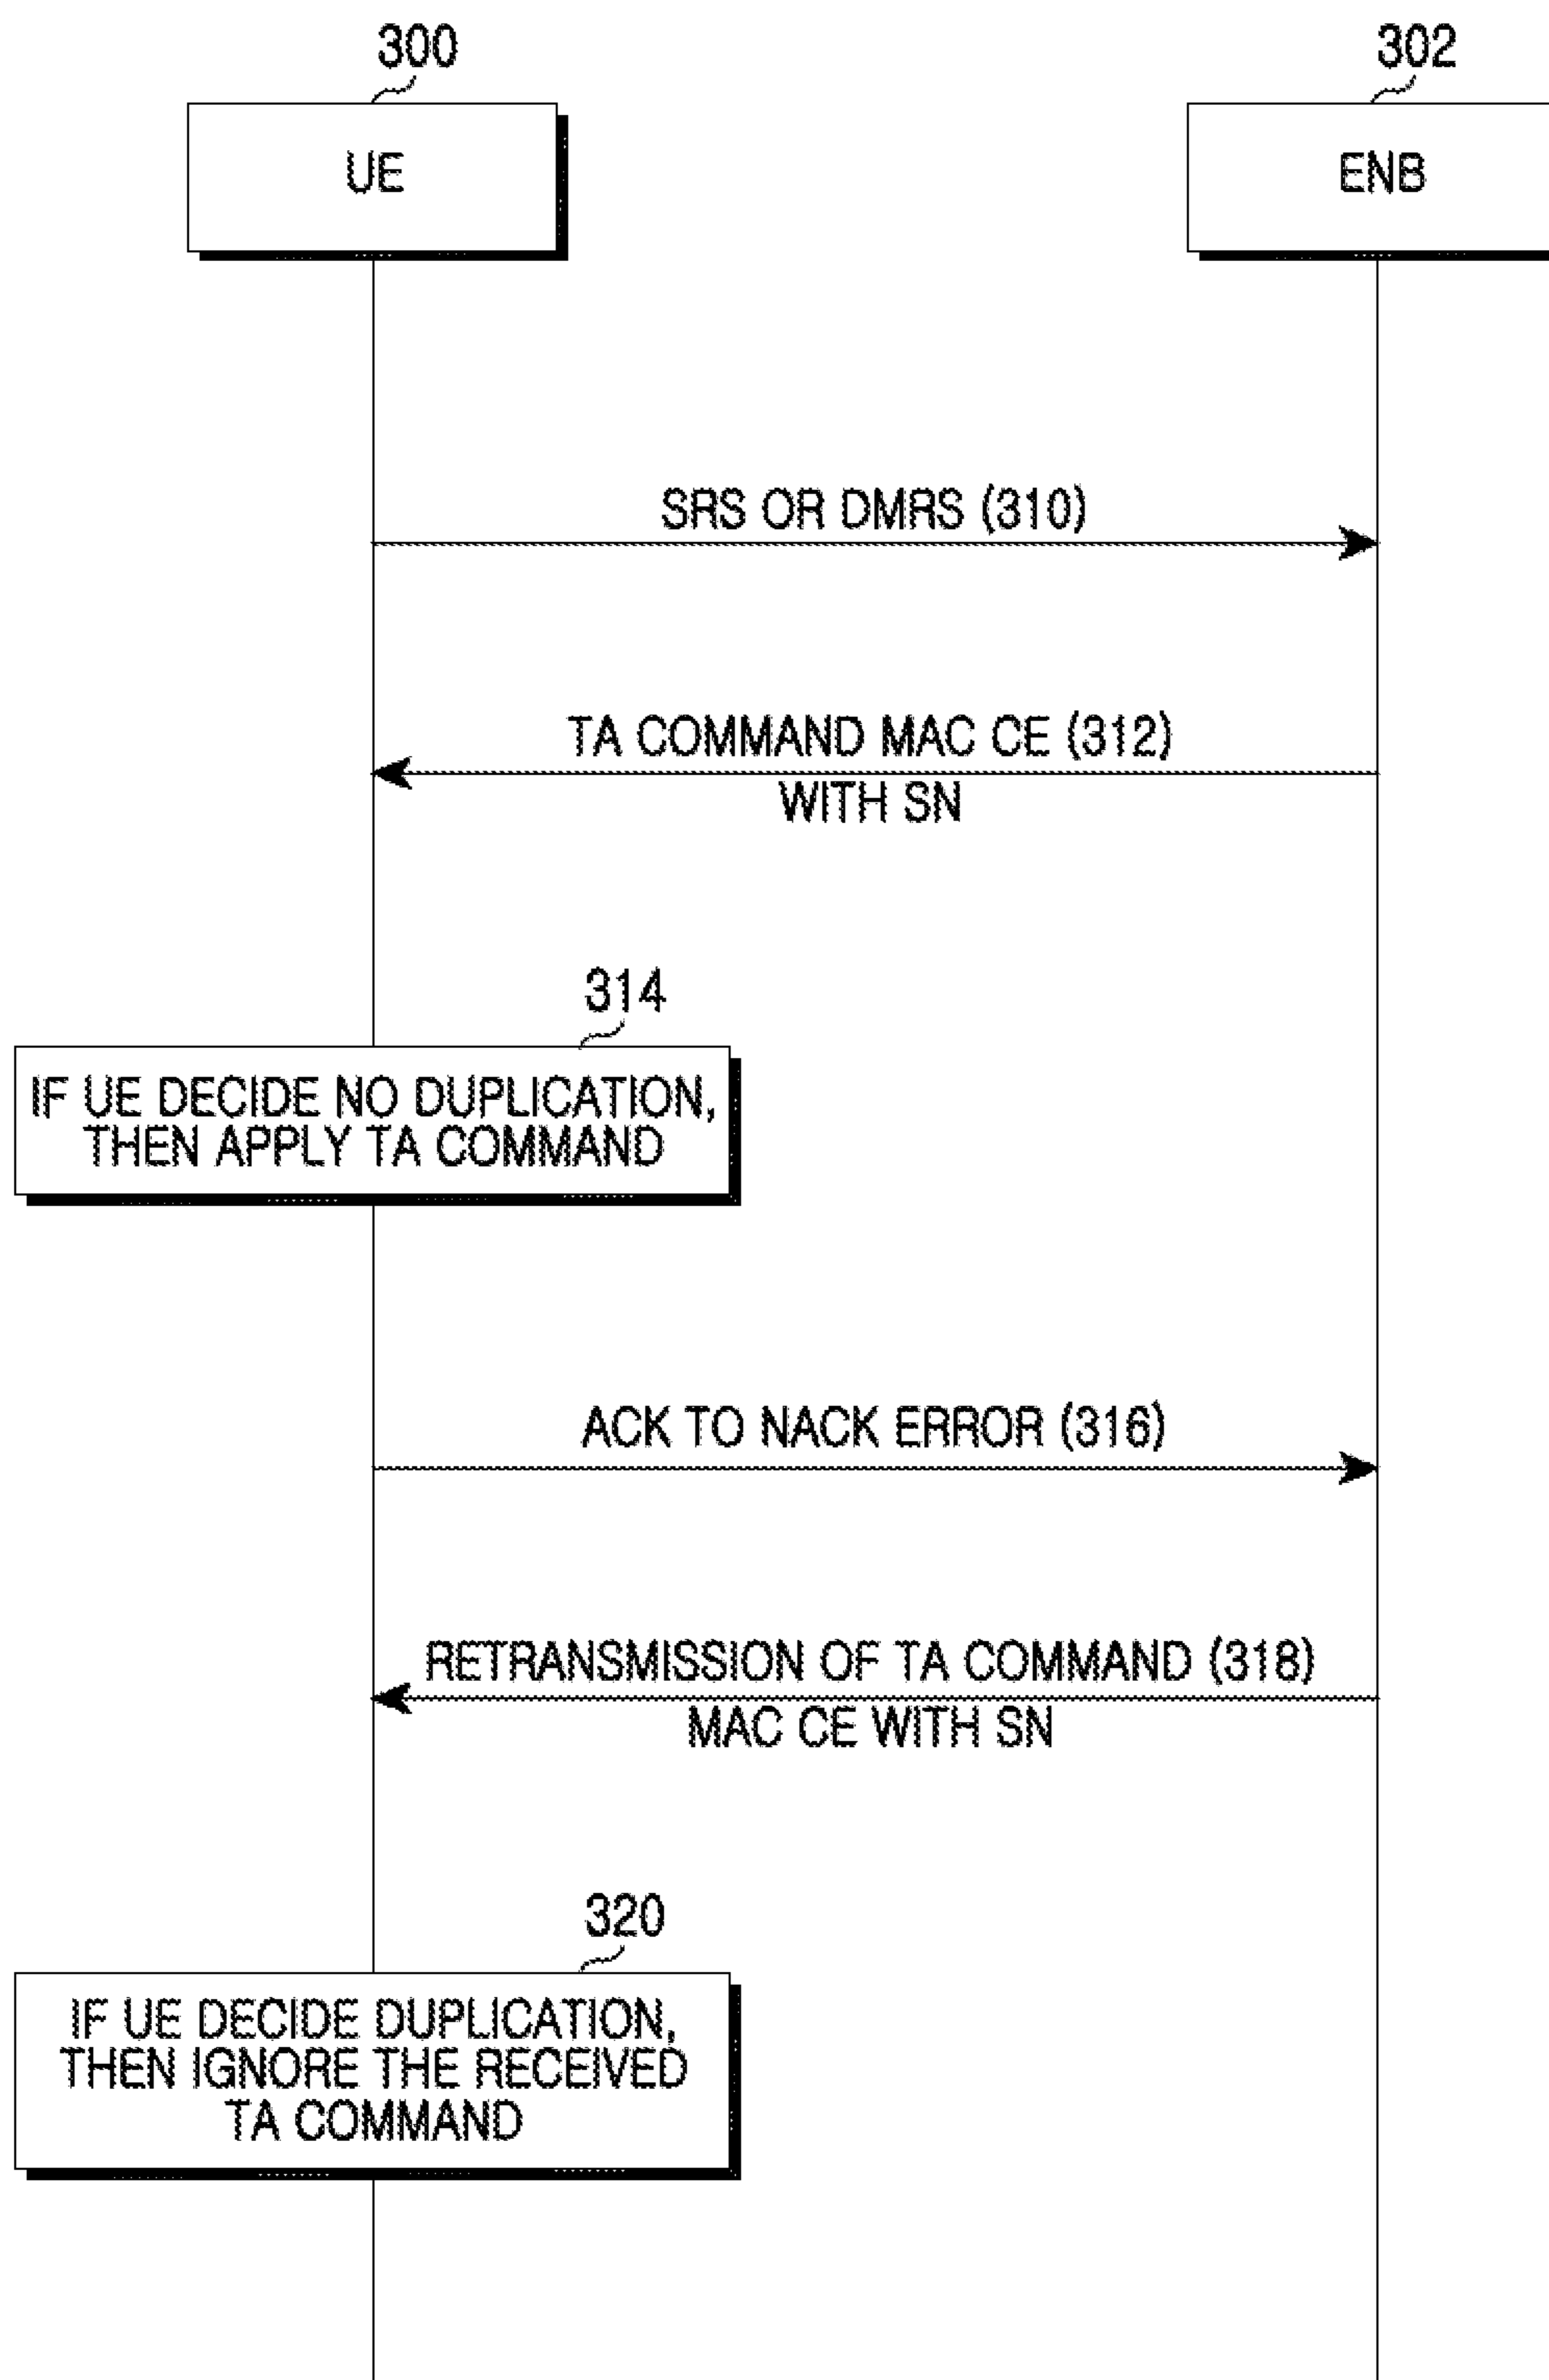 300
302
UE
ENB
SRS OR DMRS (310)
TA COMMAND MAC CE (312)
WITH SN
314
IF UE DECIDE NO DUPLICATION,
THEN APPLY TA COMMAND
ACK TO NACK ERROR (316)
RETRANSMISSION OF TA COMMAND (318)
MAC CE WITH SN
320
IF UE DECIDE DUPLICATION,
THEN IGNORE THE RECEIVED
TA COMMAND